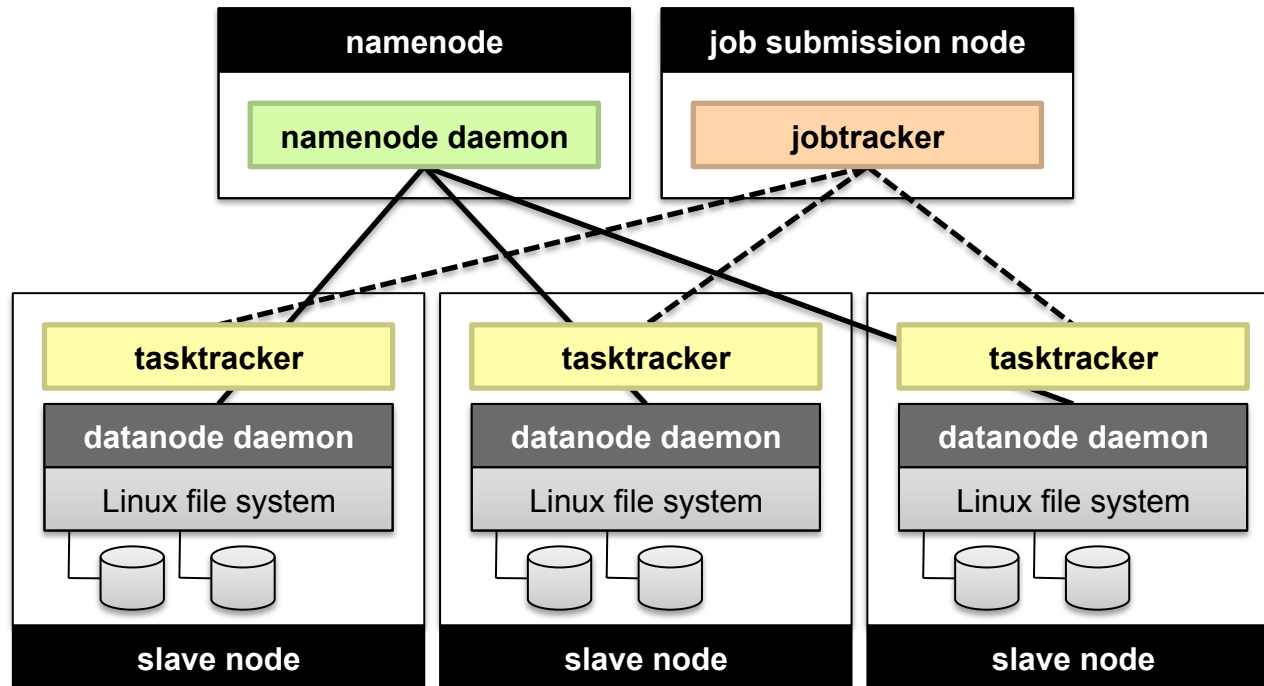 namenode
job submission node
namenode daemon
jobtracker
tasktracker
tasktracker
tasktracker
datanode daemon
datanode daemon
datanode daemon
Linux file system
Linux file system
Linux file system
slave node
slave node
slave node